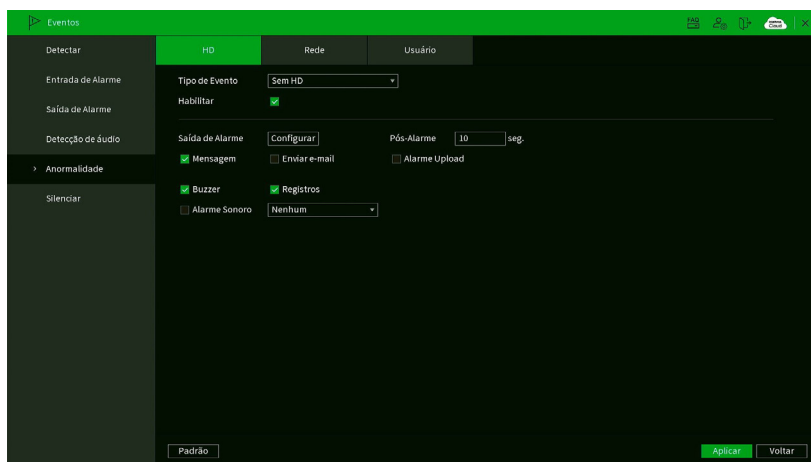 Eventos
FAQ
Cloud
Detectar
Entrada de Alarme
Saída de Alarme
Detecção de áudio
> Anormalidade
Silenciar
HD Rede Usuário
Tipo de Evento Sem HD
Habilitar
Saída de Alarme Configurar Pós-Alarme 10 seg.
Mensagem Enviar e-mail Alarme Upload
Buzzer Registros
Alarme Sonoro Nenhum
Padrão Aplicar Voltar